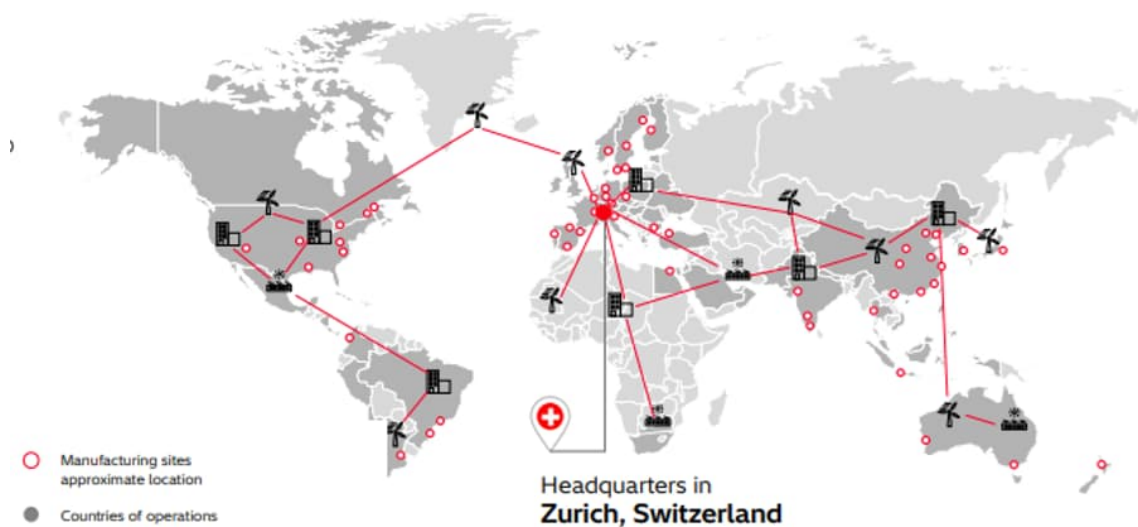 Manufacturing sites
approximate location
Countries of operations
Headquarters in
Zurich, Switzerland